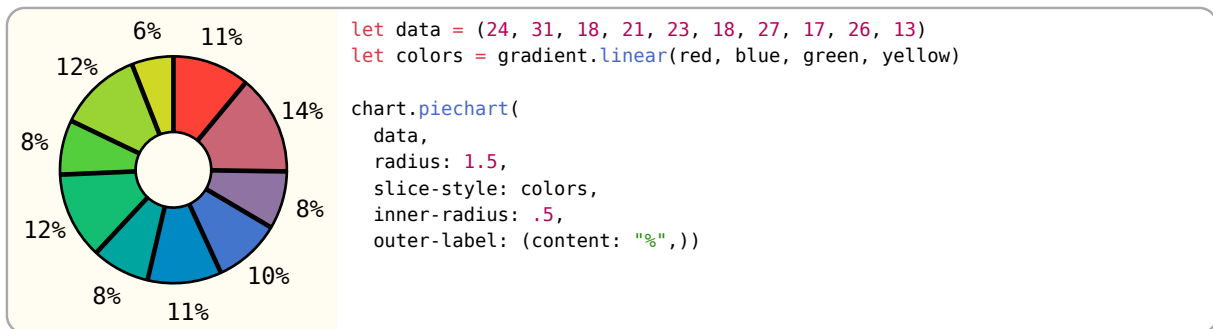 6%
11%
12%
14%
8%
8%
12%
10%
8%
11%
let data = (24, 31, 18, 21, 23, 18, 27, 17, 26, 13)
let colors = gradient.linear(red, blue, green, yellow)
chart.piechart(
data,
radius: 1.5,
slice-style: colors,
inner-radius: .5,
outer-label: (content: "%",))